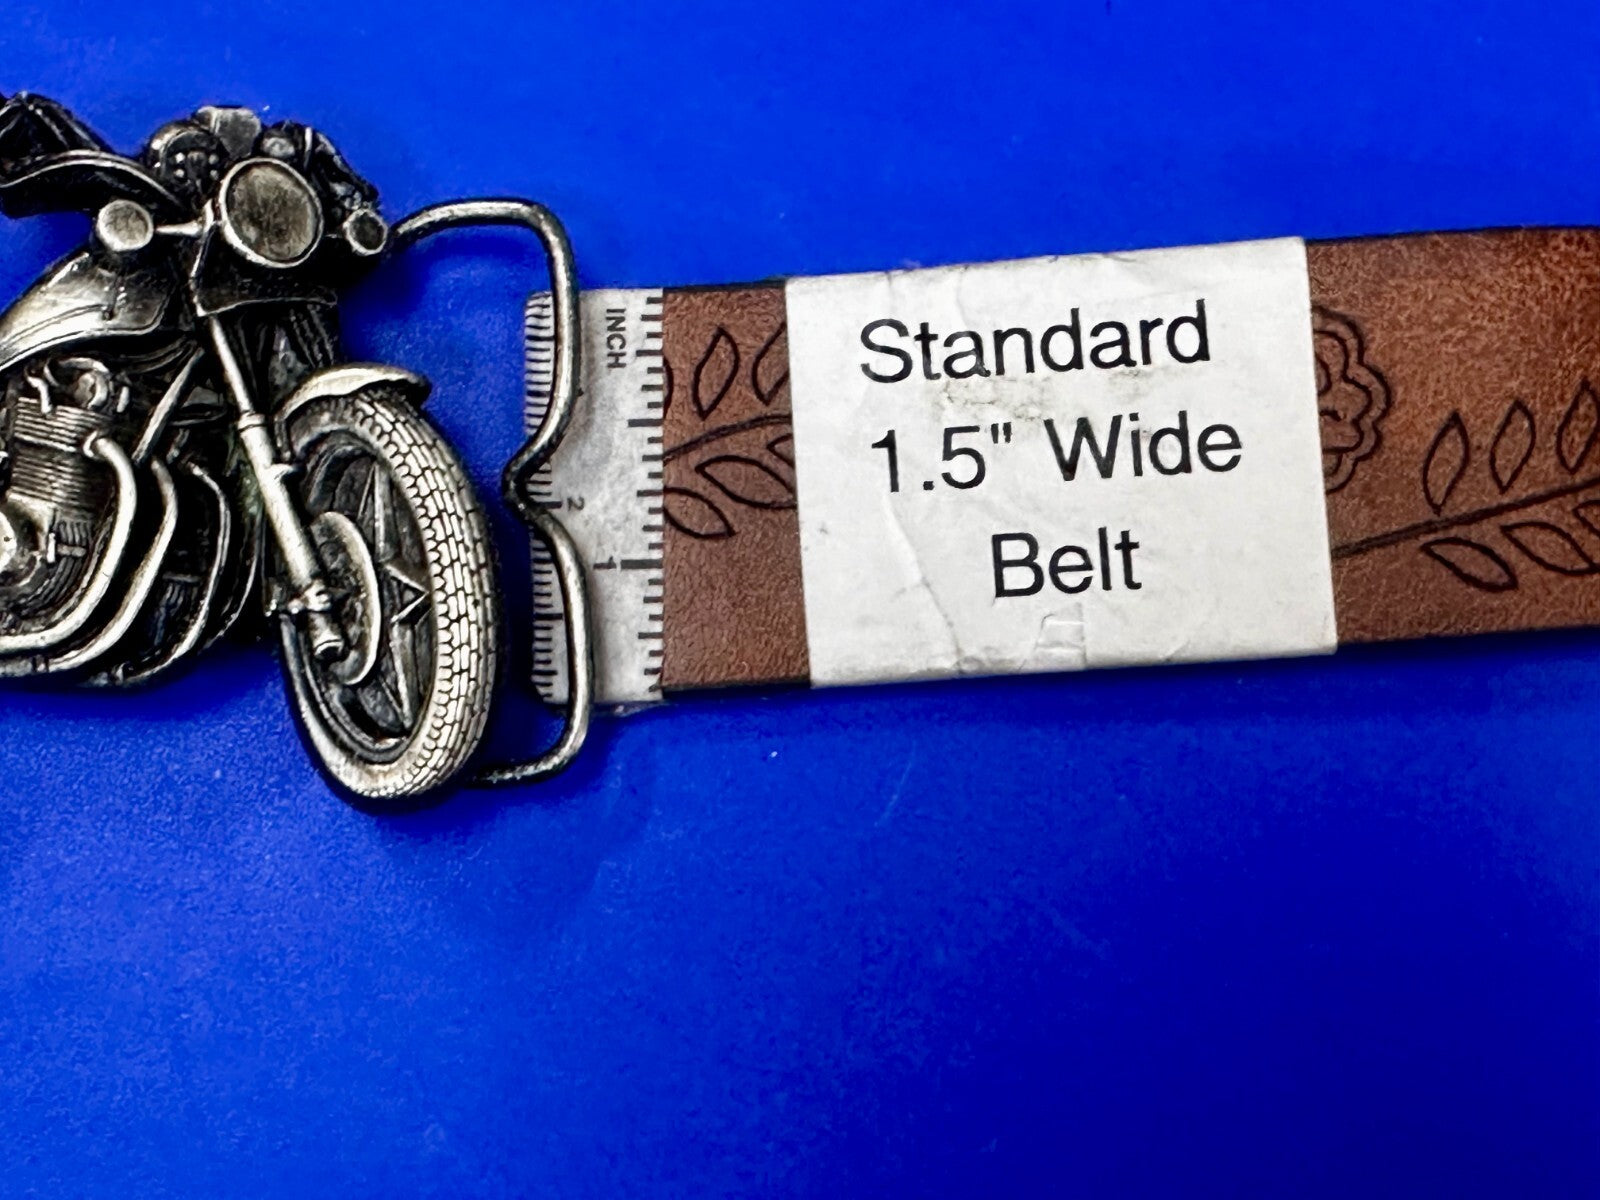 INCH
2
1
Standard
1.5" Wide
Belt